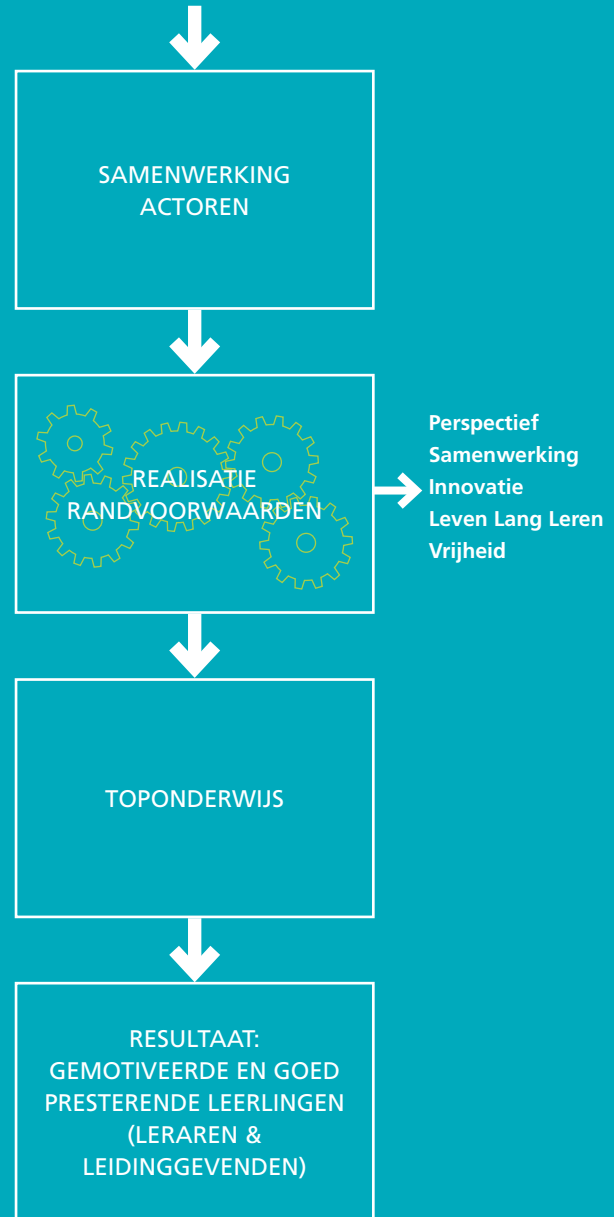 SAMENWERKING
ACTOREN
REALISATIE
RANDVOORWAARDEN
Perspectief
Samenwerking
Innovatie
Leven Lang Leren
Vrijheid
TOPONDERWIJS
RESULTAAT:
GEMOTIVEERDE EN GOED
PRESTERENDE LEERLINGEN
(LERAREN &
LEIDINGGEVENDEN)